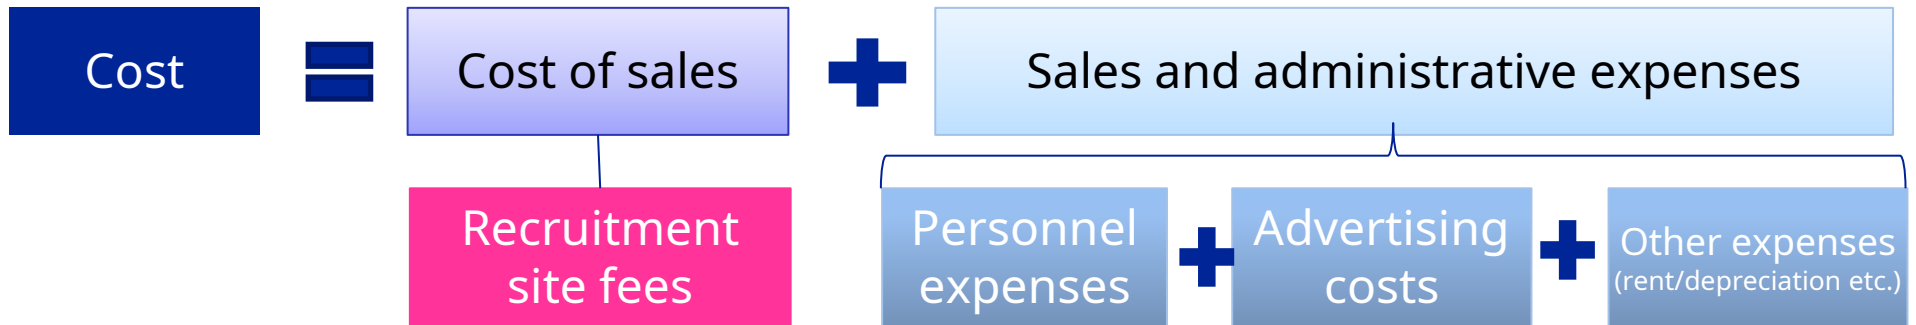 Cost
Cost of sales
Sales and administrative expenses
Recruitment
site fees
Personnel
expenses
Advertising
costs
Other expenses
(rent/depreciation etc.)